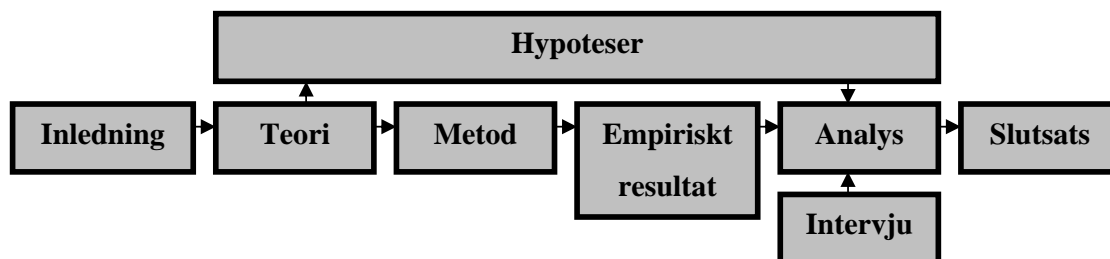 Hypoteser
Inledning
Teori
Metod
Empiriskt
resultat
Analys
Slutsats
Intervju